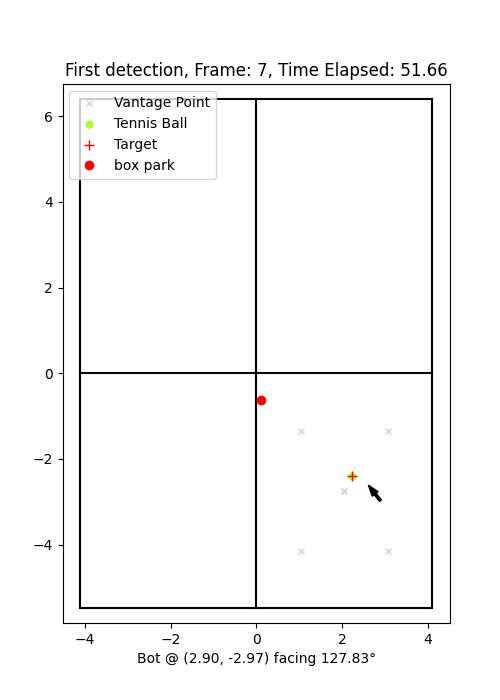 First detection, Frame: 7, Time Elapsed: 51.66
Vantage Point
Tennis Ball
Target
box park
6
4
2
0
−2
−4
−4
−2
0
2
4
Bot @ (2.90, -2.97) facing 127.83°